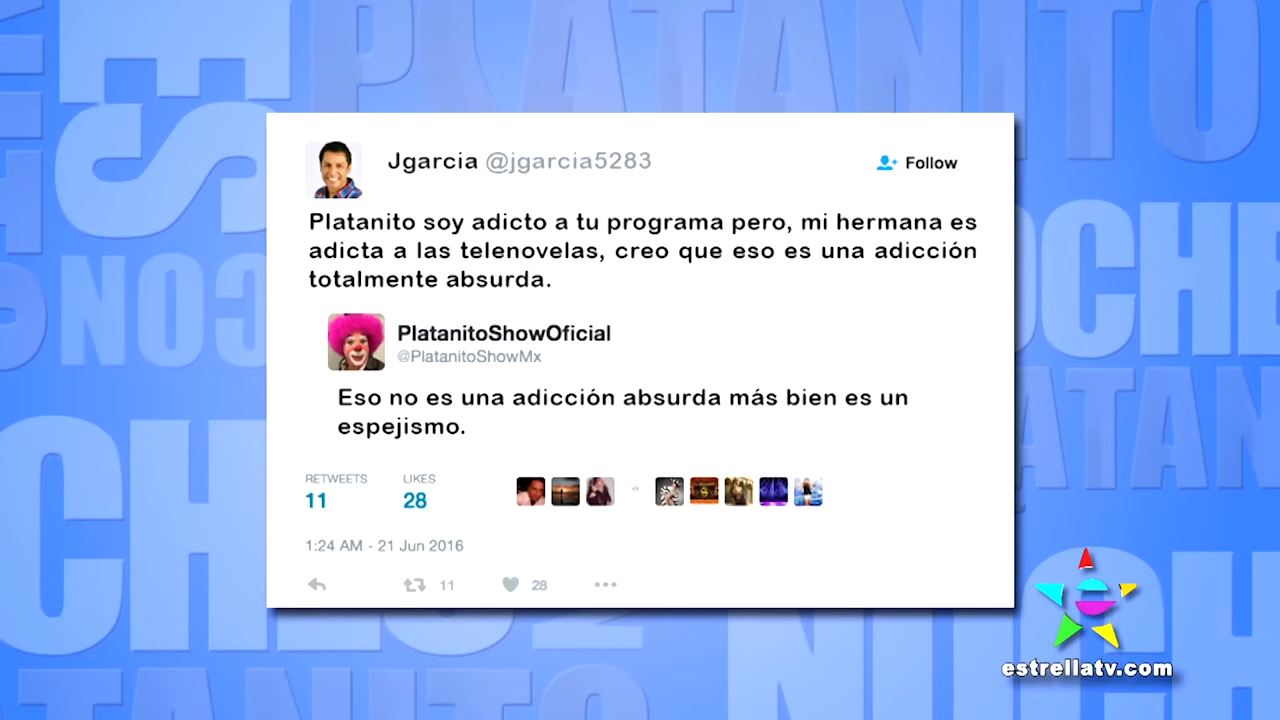 PLATANITO
Jgarcia @jgarcia5283
Follow
Platanito soy adicto a tu programa pero, mi hermana es
adicta a las telenovelas, creo que eso es una adicción
totalmente absurda.
PlatanitoShowOficial
@PlatanitoShowMx
Eso no es una adicción absurda más bien es un
espejismo.
RETWEETS
LIKES
11
28
1:24 AM - 21 Jun 2016
11
28
CON
estrellatv.com